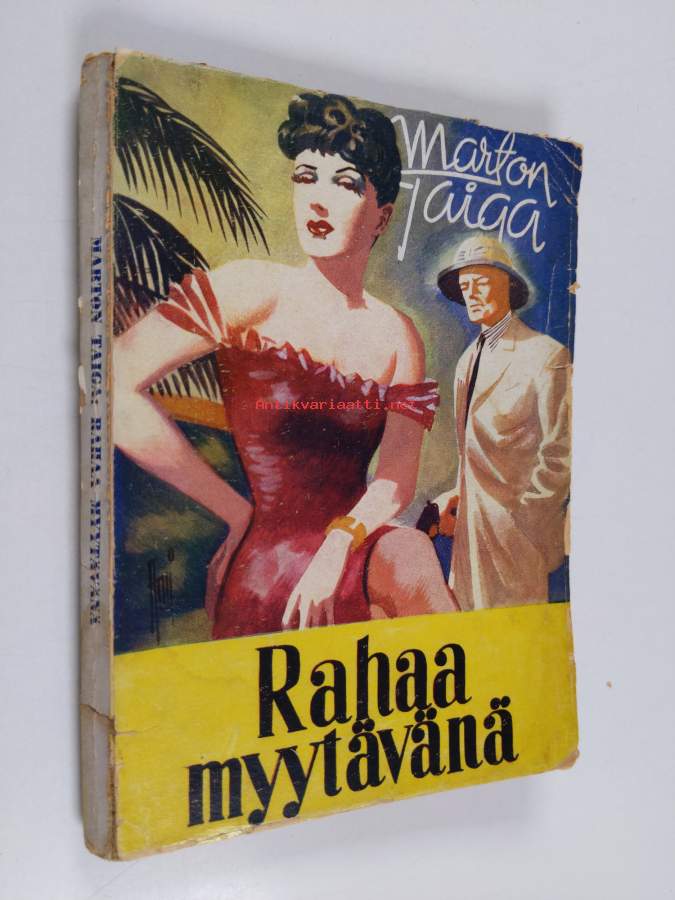 Marton
Taiga
Antikvariaatti.net
Rahaa
myytävänä
MARTON TAIGA: RAHAA MYYTÄVÄNÄ